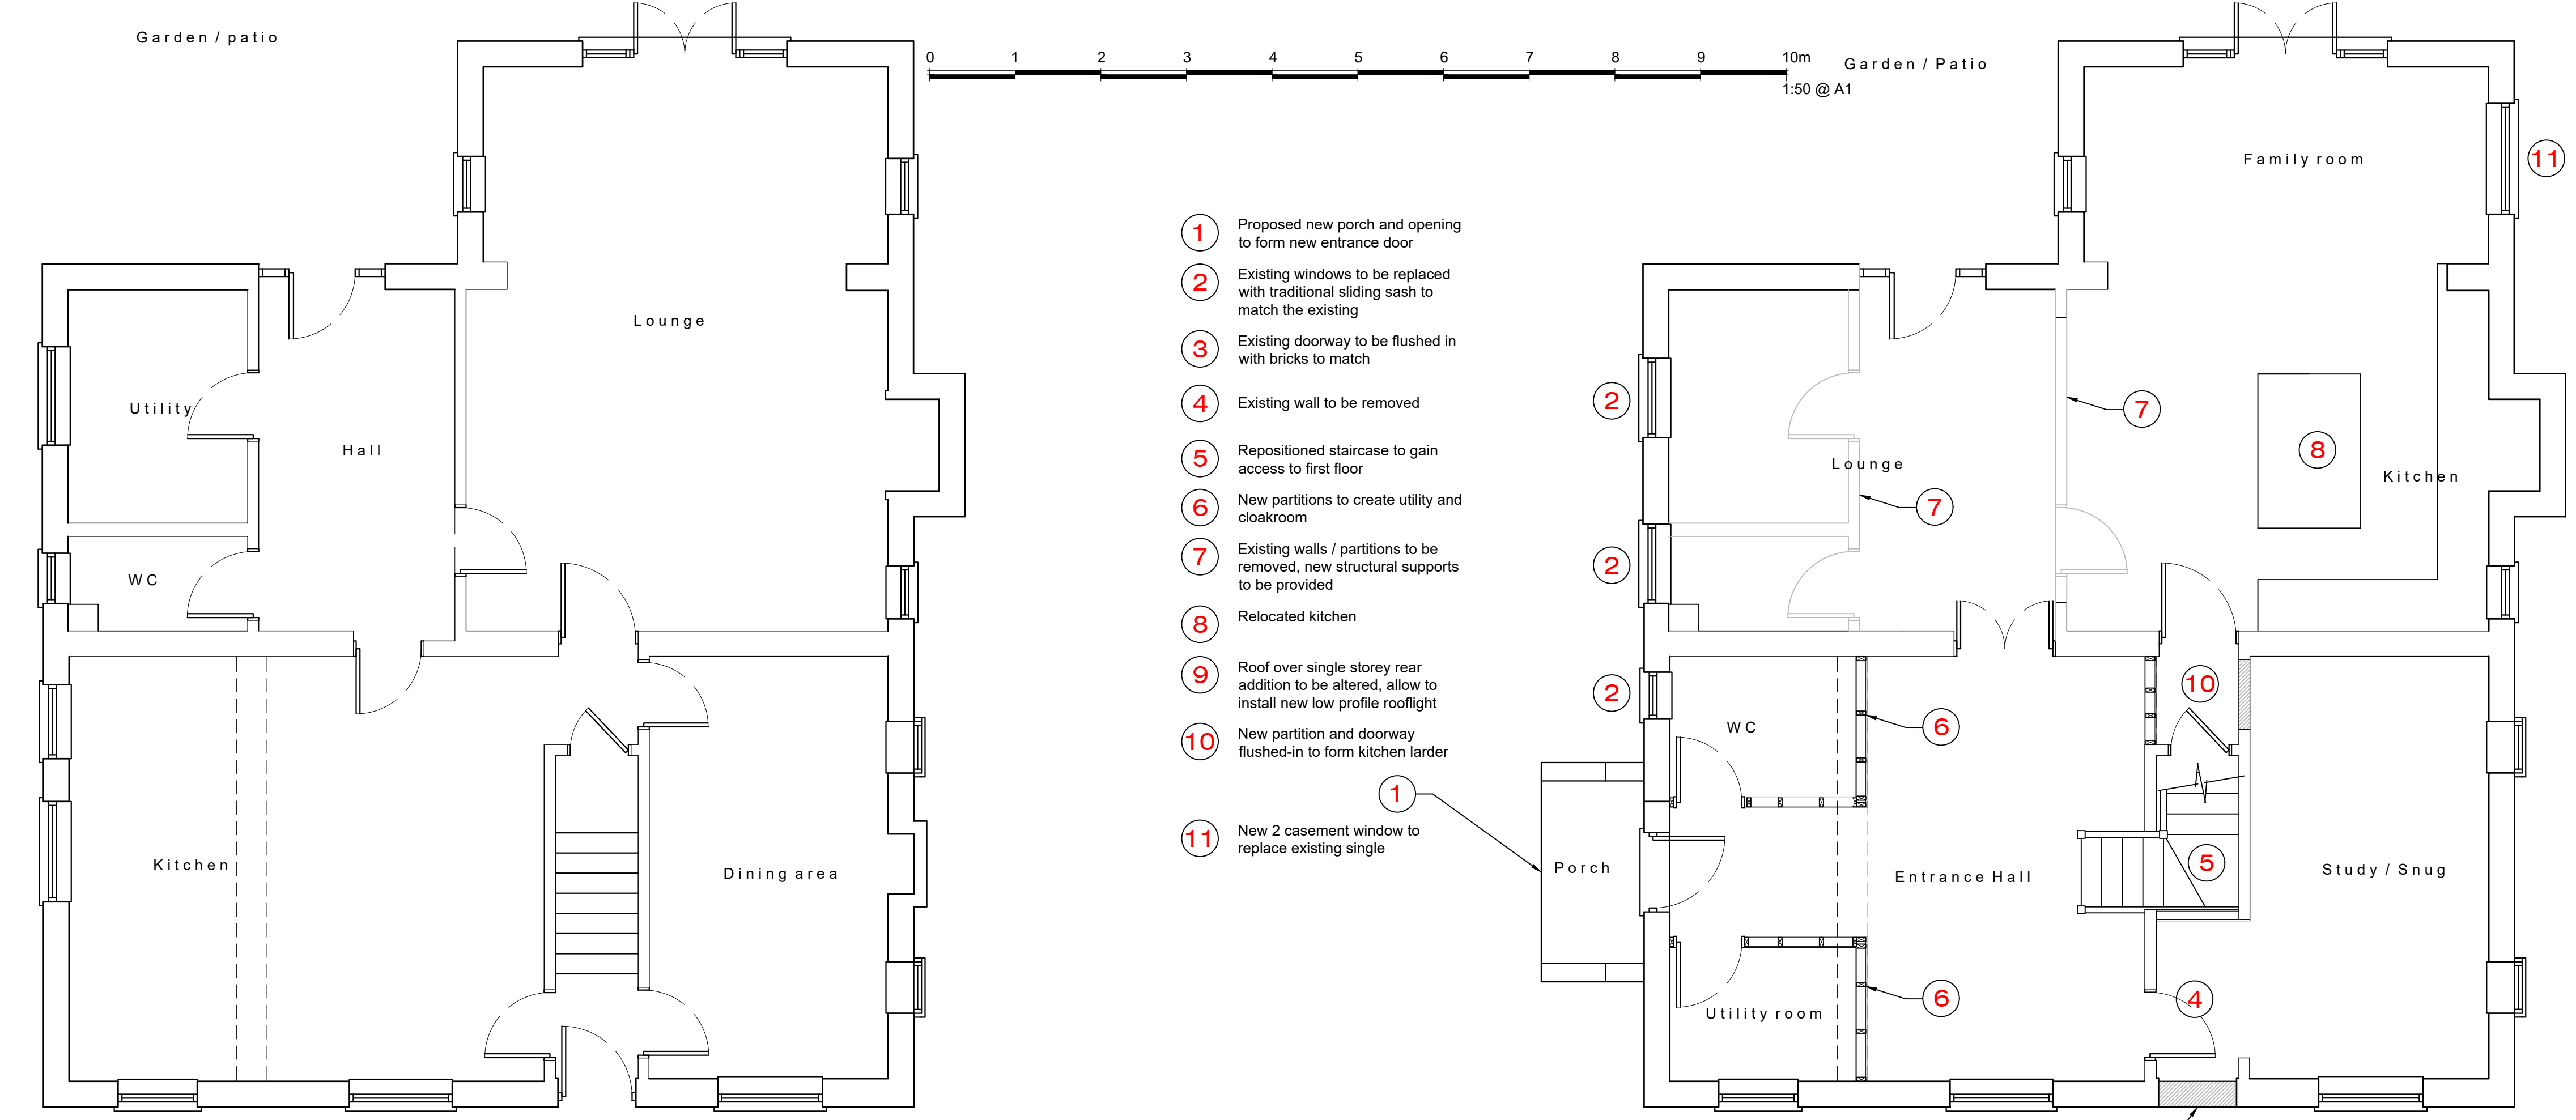 Garden / patio
Lounge
Utility
Hall
WC
Kitchen
Dining area
0 1 2 3 4 5 6 7 8 9 10m
1:50 @ A1
1 Proposed new porch and opening
to form new entrance door
2 Existing windows to be replaced
with traditional sliding sash to
match the existing
3 Existing doorway to be flushed in
with bricks to match
4 Existing wall to be removed
5 Repositioned staircase to gain
access to first floor
6 New partitions to create utility and
cloakroom
7 Existing walls / partitions to be
removed, new structural supports
to be provided
8 Relocated kitchen
9 Roof over single storey rear
addition to be altered, allow to
install new low profile rooflight
10 New partition and doorway
flushed-in to form kitchen larder
11 New 2 casement window to
replace existing single
Garden / Patio
Family room
11
2
7
8
Lounge
Kitchen
7
2
10
2
WC
6
1
Porch
Entrance Hall
5
Study / Snug
6
4
Utility room